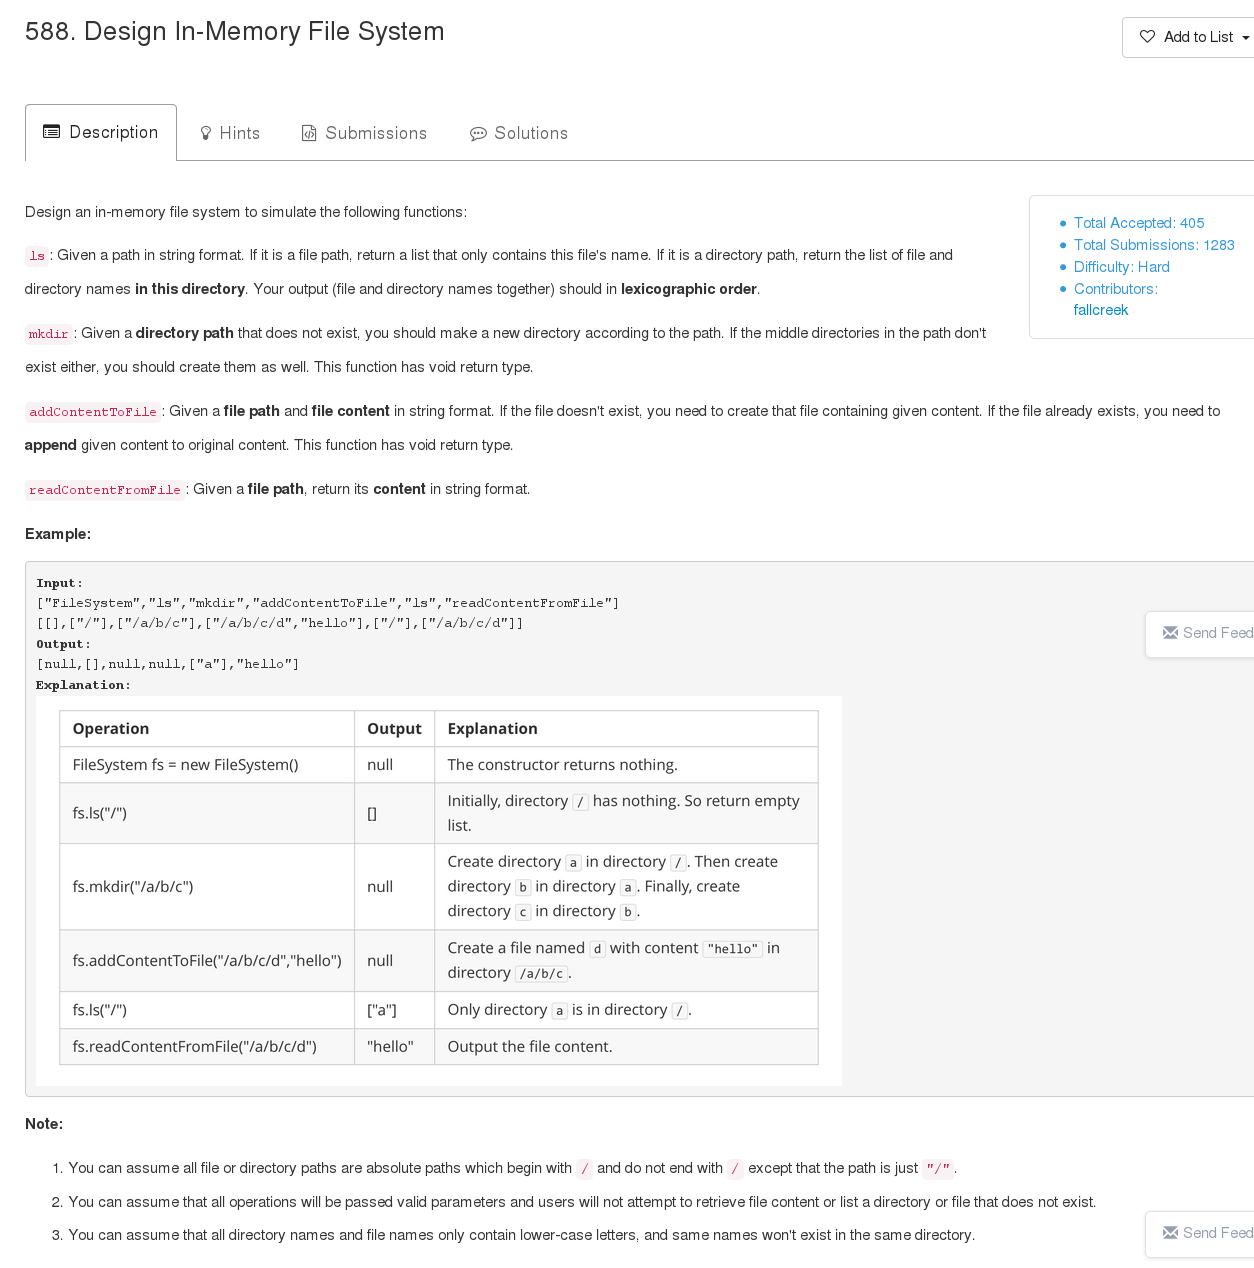 588. Design In-Memory File System
Add to List
Description
Hints
Submissions
Solutions
Design an in-memory file system to simulate the following functions:
Total Accepted: 405
Total Submissions: 1283
Difficulty: Hard
Contributors:
fallcreek
ls: Given a path in string format. If it is a file path, return a list that only contains this file's name. If it is a directory path, return the list of file and
directory names in this directory. Your output (file and directory names together) should in lexicographic order.
mkdir: Given a directory path that does not exist, you should make a new directory according to the path. If the middle directories in the path don't
exist either, you should create them as well. This function has void return type.
addContentToFile: Given a file path and file content in string format. If the file doesn't exist, you need to create that file containing given content. If the file already exists, you need to
append given content to original content. This function has void return type.
readContentFromFile: Given a file path, return its content in string format.
Example:
Input:
["FileSystem","ls","mkdir","addContentToFile","ls","readContentFromFile"]
[[],["/"],["/a/b/c"],["/a/b/c/d","hello"],["/"],["/a/b/c/d"]]
Output:
[null,[],null,null,["a"],"hello"]
Explanation:
Send Feed
Operation Output Explanation
FileSystem fs = new FileSystem() null The constructor returns nothing.
fs.ls("/") [] Initially, directory / has nothing. So return empty
list.
fs.mkdir("/a/b/c") null Create directory a in directory /. Then create
directory b in directory a. Finally, create
directory c in directory b.
fs.addContentToFile("/a/b/c/d","hello") null Create a file named d with content "hello" in
directory /a/b/c.
fs.ls("/") ["a"] Only directory a is in directory /.
fs.readContentFromFile("/a/b/c/d") "hello" Output the file content.
Note:
1. You can assume all file or directory paths are absolute paths which begin with / and do not end with / except that the path is just "/".
2. You can assume that all operations will be passed valid parameters and users will not attempt to retrieve file content or list a directory or file that does not exist.
3. You can assume that all directory names and file names only contain lower-case letters, and same names won't exist in the same directory.
Send Feed